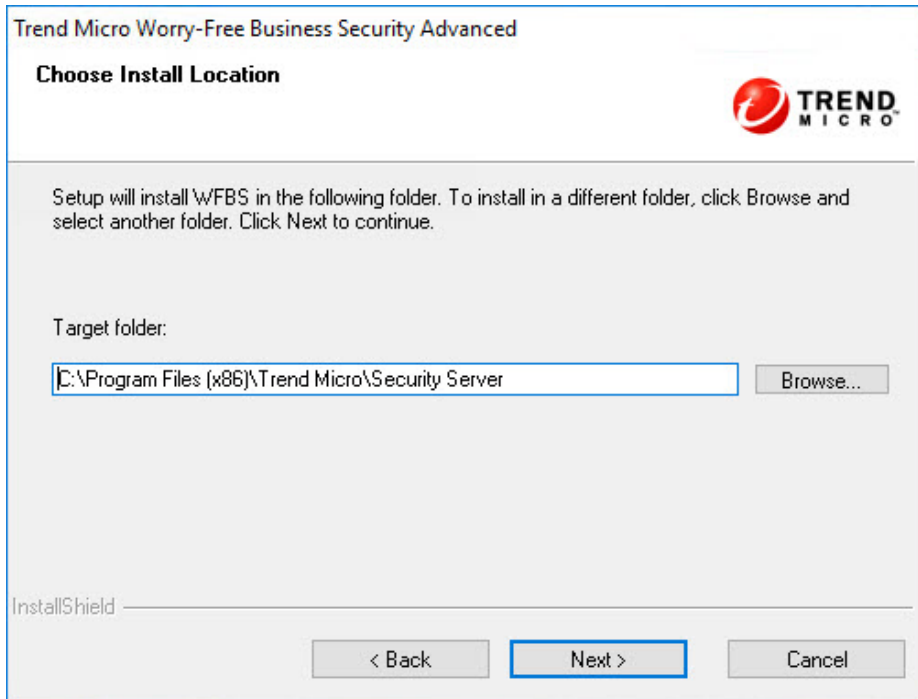 Trend Micro Worry-Free Business Security Advanced
Choose Install Location
TREND
MICRO™
Setup will install WFBS in the following folder. To install in a different folder, click Browse and
select another folder. Click Next to continue.
Target folder:
C:\Program Files (x86)\Trend Micro\Security Server
Browse...
InstallShield
< Back
Next >
Cancel